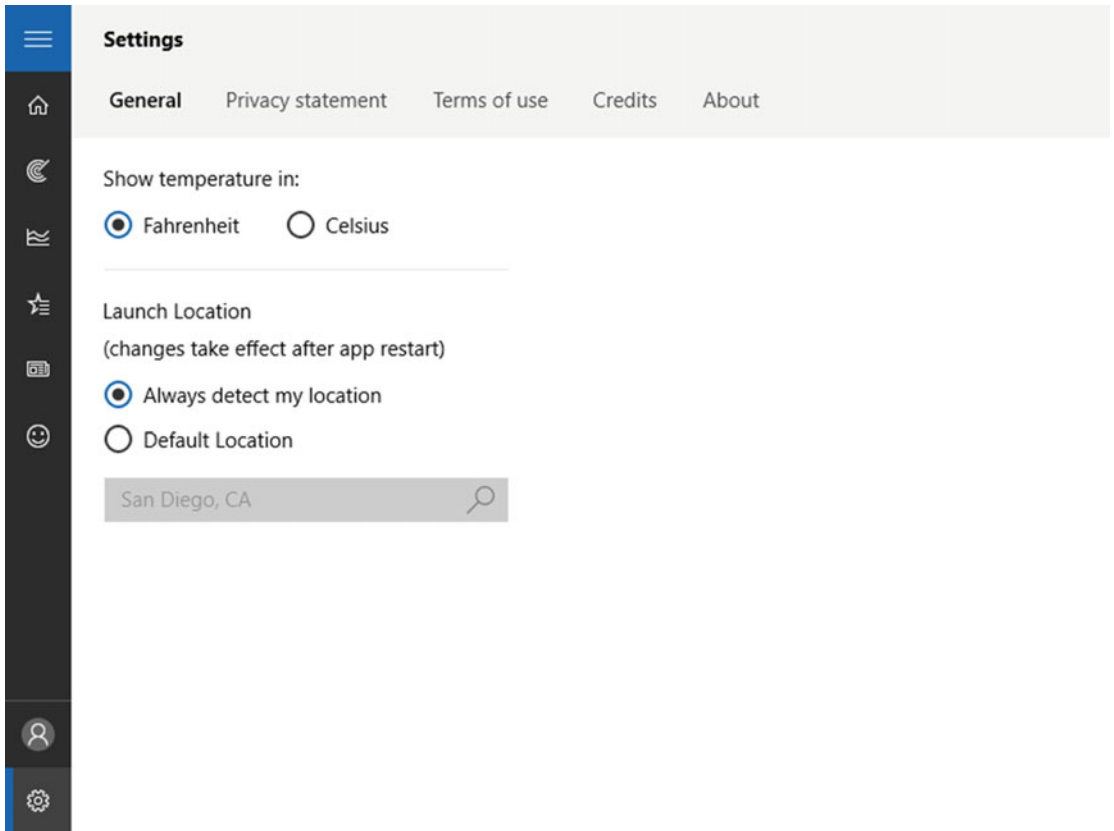 Settings
General Privacy statement Terms of use Credits About
Show temperature in:
Fahrenheit Celsius
Launch Location
(changes take effect after app restart)
Always detect my location
Default Location
San Diego, CA